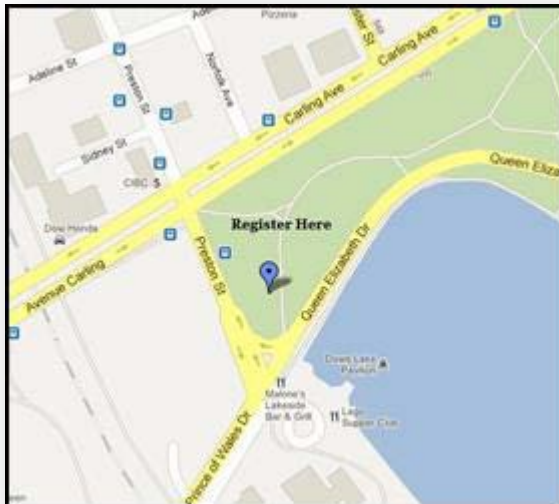 Pizzeria
Adeline St
Preston St
Norfolk Ave
Carling Ave
Carling Ave
Sidney St
CIBC $
Dow Honda
Avenue Carling
Preston St
Register Here
Queen Elizabeth Dr
Queen Eliza
Dows Lake
Pavilion
Malone's
Lakeside
Bar & Grill
Lago
Supper Club
Prince of Wales Dr